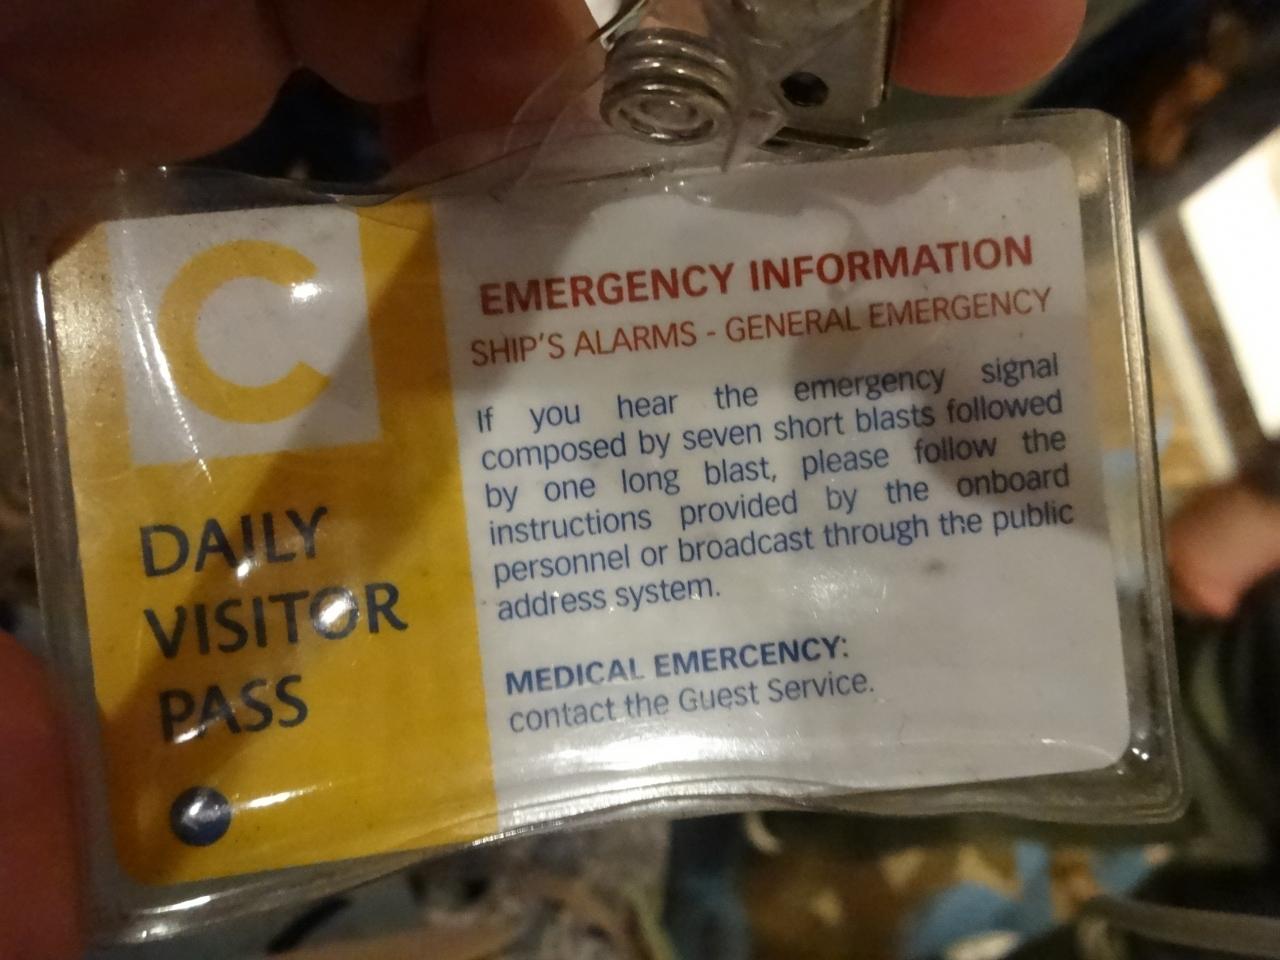 C
DAILY
VISITOR
PASS
EMERGENCY INFORMATION
SHIP'S ALARMS - GENERAL EMERGENCY
If you hear the emergency signal
composed by seven short blasts followed
by one long blast, please follow the
instructions provided by the onboard
personnel or broadcast through the public
address system.
MEDICAL EMERCENCY:
contact the Guest Service.